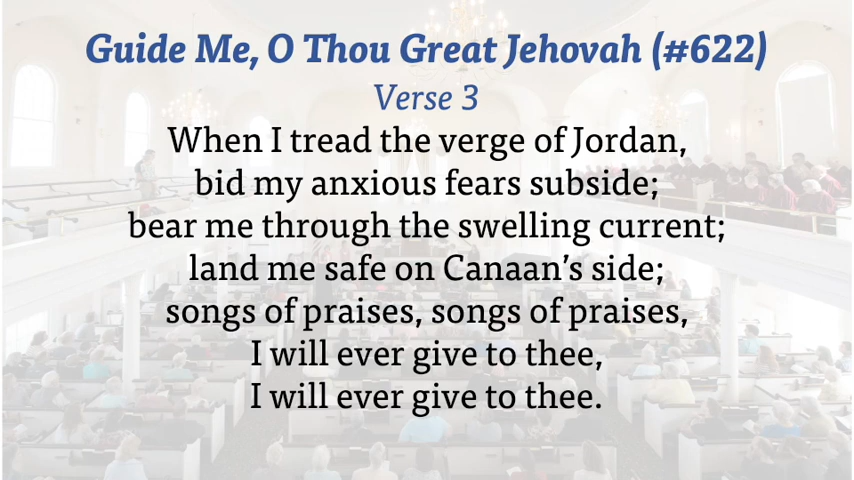 Guide Me, O Thou Great Jehovah (#622)
Verse 3
When I tread the verge of Jordan,
bid my anxious fears subside;
bear me through the swelling current;
land me safe on Canaan’s side;
songs of praises, songs of praises,
I will ever give to thee,
I will ever give to thee.